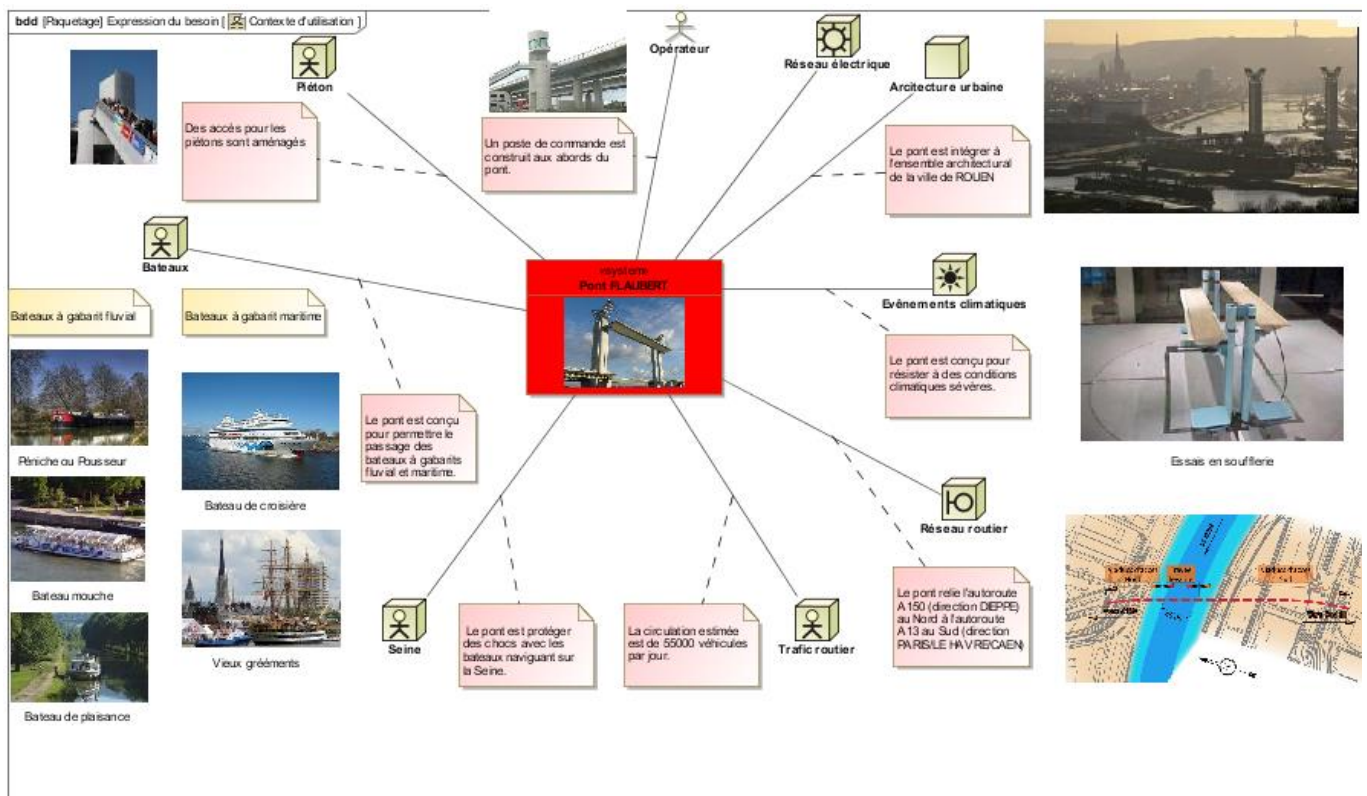 bdd [Paquetage] Expression du besoin [ Contexte d'utilisation ]
Piéton
Opérateur
Réseau électrique
Arcitecture urbaine
Des accès pour les
piétons sont aménagés
Un poste de commande est
construit aux abords du
pont.
Le pont est intégrer à
l'ensemble architectural
de la ville de ROUEN
Bateaux
«système»
Pont FLAUBERT
Evênements climatiques
Bateaux à gabarit fluvial
Bateaux à gabarit maritime
Le pont est conçu pour
résister à des conditions
climatiques sévères.
Le pont est conçu
pour permettre le
passage des
bateaux à gabarits
fluvial et maritime.
Péniche ou Pousseur
Bateau de croisière
Essais en soufflerie
Réseau routier
Bateau mouche
Vieux grééments
Seine
Le pont est protéger
des chocs avec les
bateaux naviguant sur
la Seine.
La circulation estimée
est de 55000 véhicules
par jour.
Trafic routier
Le pont relie l'autoroute
A150 (direction DIEPPE)
au Nord à l'autoroute
A13 au Sud (direction
PARIS/LE HAVRE/CAEN)
Bateau de plaisance